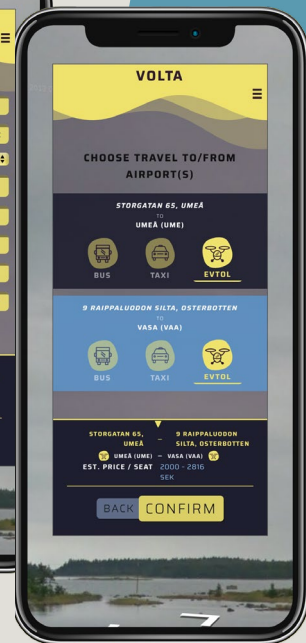 VOLTA
CHOOSE TRAVEL TO/FROM
AIRPORT(S)
STORGATAN 65, UMEÅ
TO
UMEÅ (UME)
BUS TAXI EVTOL
9 RAIPPALUODON SILTA, OSTERBOTTEN
TO
VASA (VAA)
BUS TAXI EVTOL
STORGATAN 65, – 9 RAIPPALUODON
UMEÅ SILTA, OSTERBOTTEN
UMEÅ (UME) – VASA (VAA)
EST. PRICE / SEAT 2000 - 2816
SEK
BACK CONFIRM